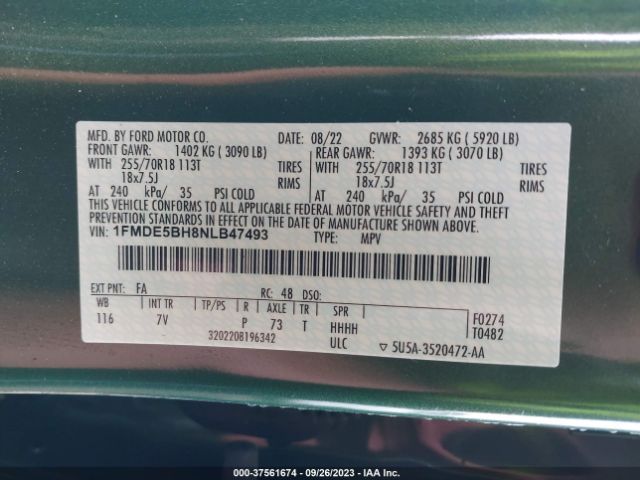 MFD. BY FORD MOTOR CO. DATE: 08/22 GVWR: 2685 KG ( 5920 LB)
FRONT GAWR: 1402 KG ( 3090 LB) REAR GAWR: 1393 KG ( 3070 LB)
WITH 255/70R18 113T TIRES WITH 255/70R18 113T TIRES
18x7.5J RIMS 18x7.5J RIMS
AT 240 kPa/ 35 PSI COLD AT 240 kPa/ 35 PSI COLD
THIS VEHICLE CONFORMS TO ALL APPLICABLE FEDERAL MOTOR VEHICLE SAFETY AND THEFT
PREVENTION STANDARDS IN EFFECT ON THE DATE OF MANUFACTURE SHOWN ABOVE.
VIN: 1FMDE5BH8NLB47493 TYPE: MPV
EXT PNT: FA RC: 48 DSO:
WB INT TR TP/PS R AXLE TR SPR F0274
116 7V P 73 T HHHH T0482
3202208196342 ULC ▽ 5U5A-3520472-AA
000-37561674 | 09/26/2023 | IAA Inc.